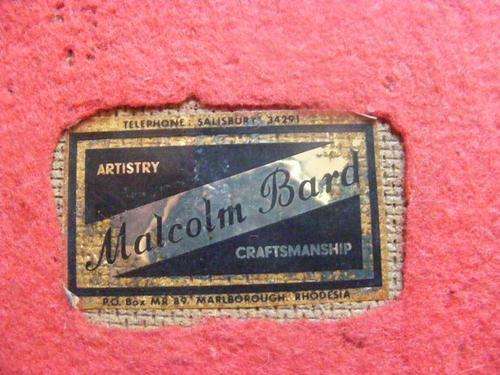 TELEPHONE: SALISBURY 34291
ARTISTRY
Malcolm Bard
CRAFTSMANSHIP
P.O. Box MR 89, MARLBOROUGH, RHODESIA